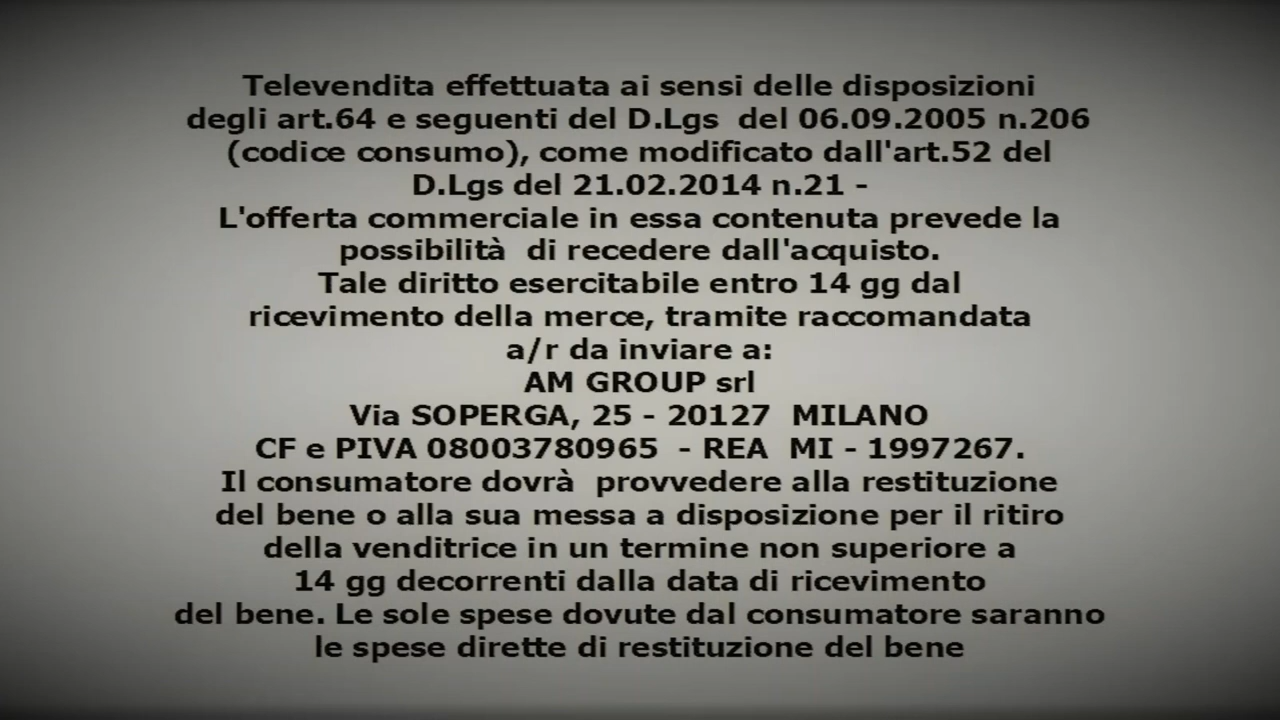 Televendita effettuata ai sensi delle disposizioni
degli art.64 e seguenti del D.Lgs del 06.09.2005 n.206
(codice consumo), come modificato dall'art.52 del
D.Lgs del 21.02.2014 n.21 -
L'offerta commerciale in essa contenuta prevede la
possibilità di recedere dall'acquisto.
Tale diritto esercitabile entro 14 gg dal
ricevimento della merce, tramite raccomandata
a/r da inviare a:
AM GROUP srl
Via SOPERGA, 25 - 20127 MILANO
CF e PIVA 08003780965 - REA MI - 1997267.
Il consumatore dovrà provvedere alla restituzione
del bene o alla sua messa a disposizione per il ritiro
della venditrice in un termine non superiore a
14 gg decorrenti dalla data di ricevimento
del bene. Le sole spese dovute dal consumatore saranno
le spese dirette di restituzione del bene